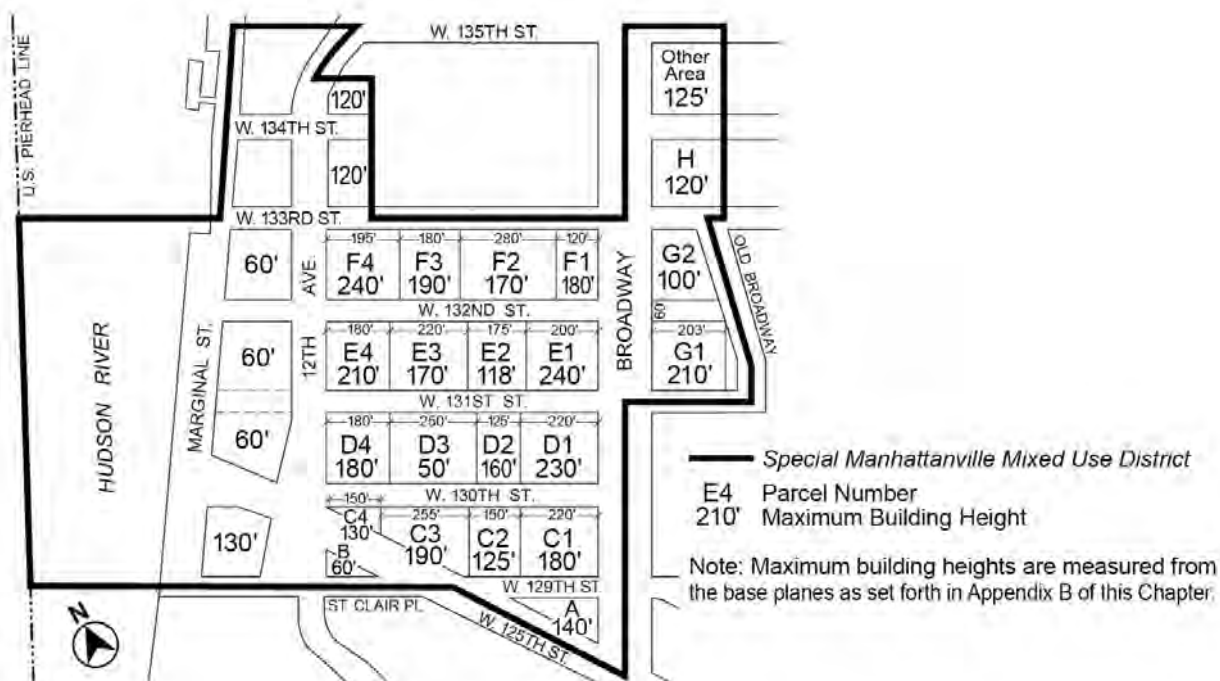 U.S. PIERHEAD LINE
W. 135TH ST.
Other
Area
125'
120'
W. 134TH ST.
120'
H
120'
W. 133RD ST.
195' 180' 280' 120'
60'
AVE.
F4 F3 F2 F1
240' 190' 170' 180'
BROADWAY
G2
100'
OLD BROADWAY
W. 132ND ST.
60'
HUDSON RIVER
MARGINAL ST.
60'
12TH
180' 220' 175' 200'
203'
E4 E3 E2 E1
210' 170' 118' 240'
G1
210'
W. 131ST ST.
60'
180' 260' 125' 220'
D4 D3 D2 D1
180' 50' 160' 230'
W. 130TH ST.
150' 255' 150' 220'
130'
C4 C3 C2 C1
130' 190' 125' 180'
B
60'
W. 129TH ST.
ST CLAIR PL.
W. 125TH ST.
A
140'
N
Special Manhattanville Mixed Use District
E4 Parcel Number
210' Maximum Building Height
Note: Maximum building heights are measured from
the base planes as set forth in Appendix B of this Chapter.